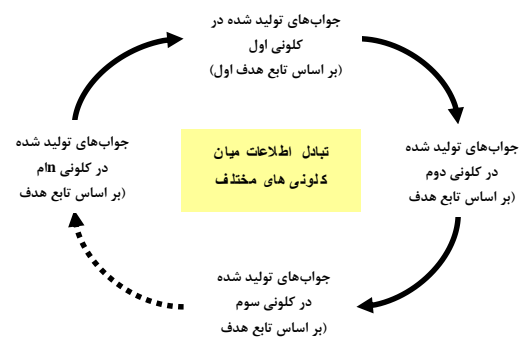 جواب‌های تولید شده در
کلونی اول
(بر اساس تابع هدف اول)
جواب‌های تولید شده
در کلونی دوم
(بر اساس تابع هدف
جواب‌های تولید شده
در کلونی سوم
(بر اساس تابع هدف
جواب‌های تولید شده
در کلونی nام
(بر اساس تابع هدف
تبادل اطلاعات میان
کلونی های مختلف